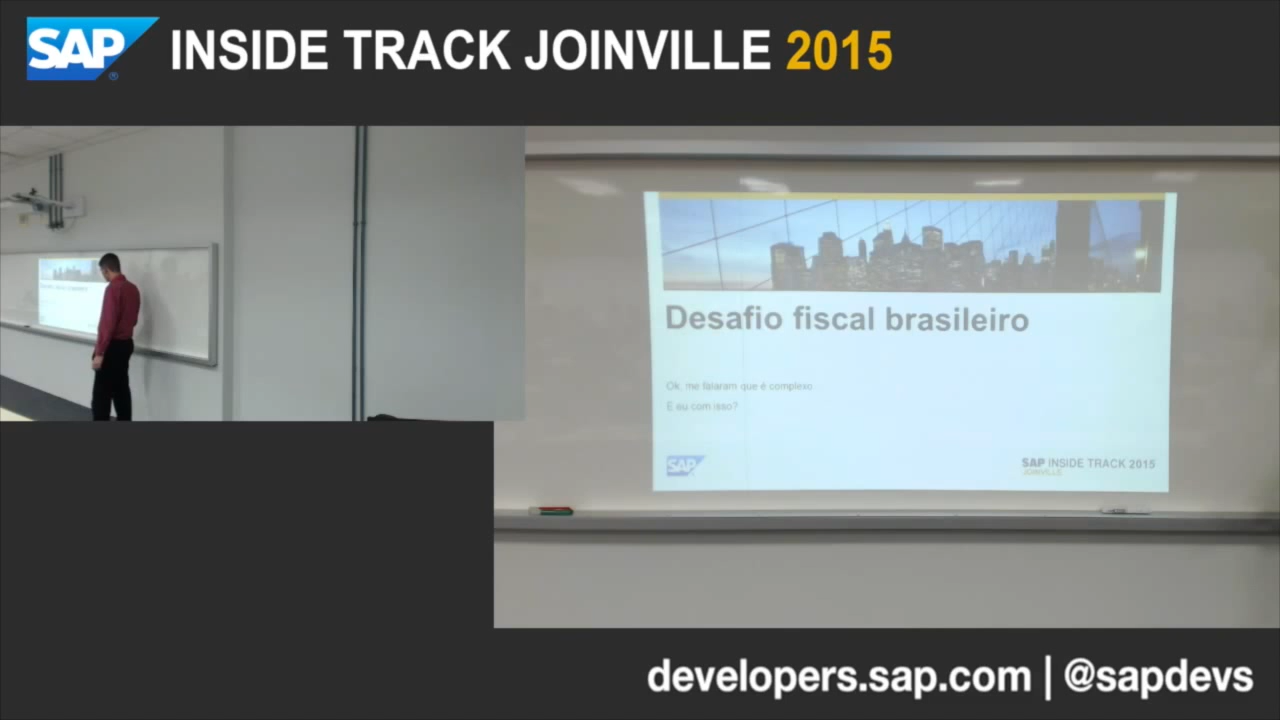 SAP INSIDE TRACK JOINVILLE 2015
Desafio fiscal brasileiro
Ok, me falaram que é complexo
E eu com isso?
SAP
SAP INSIDE TRACK 2015
JOINVILLE
developers.sap.com | @sapdevs